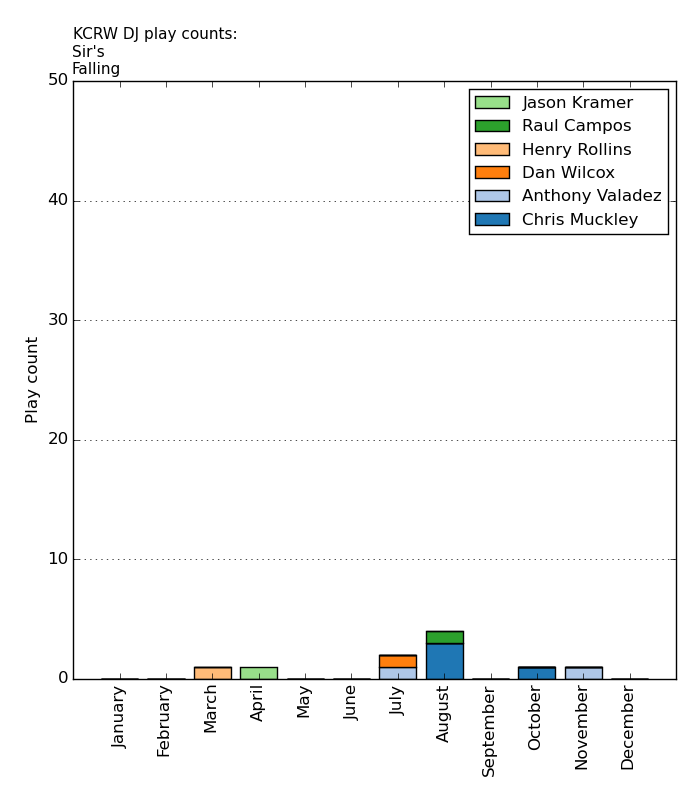 KCRW DJ play counts:
Sir's
Falling
50
40
30
20
10
0
Play count
Jason Kramer
Raul Campos
Henry Rollins
Dan Wilcox
Anthony Valadez
Chris Muckley
January
February
March
April
May
June
July
August
September
October
November
December